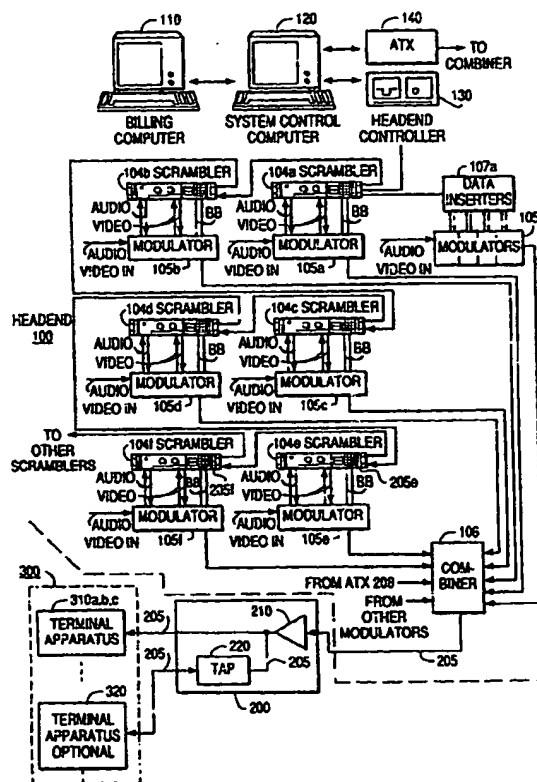 110
120
140
ATX
TO
COMBINER
130
BILLING
COMPUTER
SYSTEM CONTROL
COMPUTER
HEADEND
CONTROLLER
104b SCRAMBLER
104a SCRAMBLER
107a
DATA
INSERTERS
AUDIO
VIDEO
BB
AUDIO
VIDEO
BB
105
MODULATOR
MODULATOR
MODULATORS
AUDIO
VIDEO IN
105b
AUDIO
VIDEO IN
105a
AUDIO
VIDEO IN
104d SCRAMBLER
104c SCRAMBLER
HEADEND
100
AUDIO
VIDEO
BB
AUDIO
VIDEO
BB
MODULATOR
MODULATOR
AUDIO
VIDEO IN
105d
AUDIO
VIDEO IN
105c
TO
OTHER
SCRAMBLERS
104f SCRAMBLER
104e SCRAMBLER
AUDIO
VIDEO
BB
205f
AUDIO
VIDEO
BB
205e
MODULATOR
MODULATOR
AUDIO
VIDEO IN
105f
AUDIO
VIDEO IN
105e
106
COM-
BINER
FROM ATX 208
FROM
OTHER
MODULATORS
205
300
310a,b,c
TERMINAL
APPARATUS
205
210
220
TAP
205
205
200
320
TERMINAL
APPARATUS
OPTIONAL